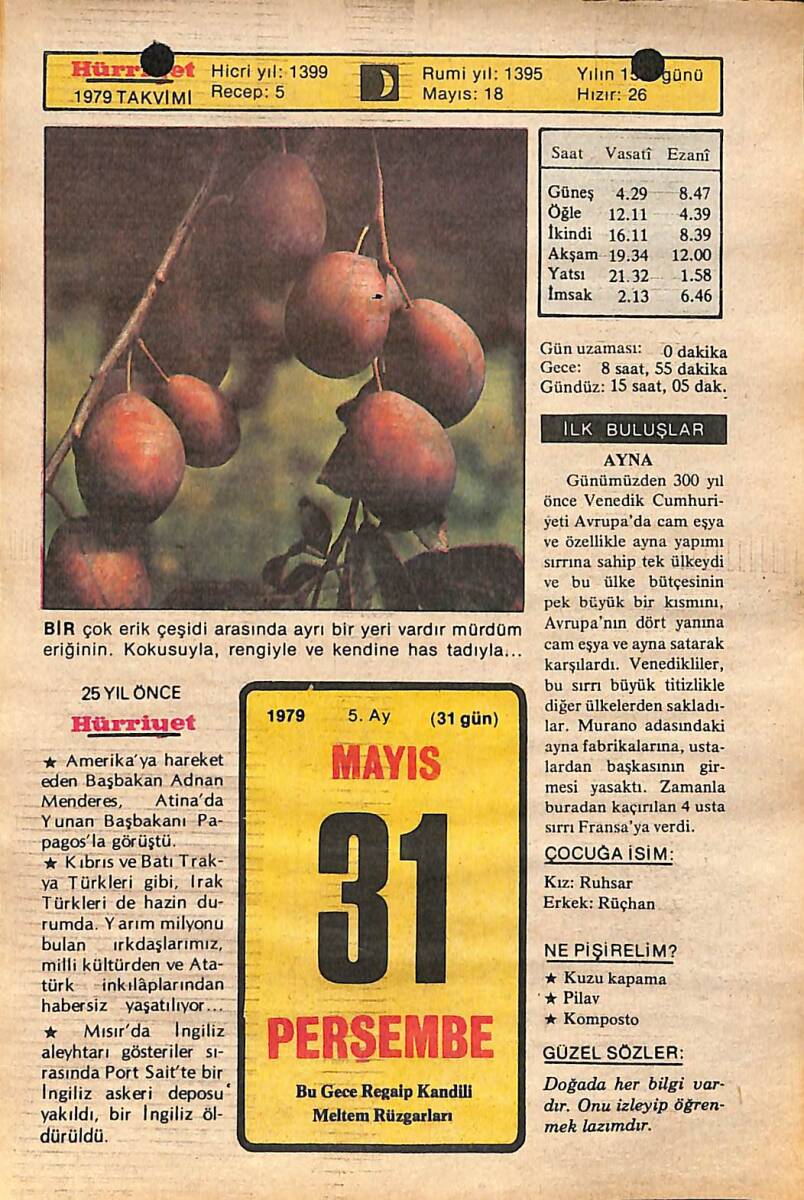 Hürriyet
1979 TAKVİMİ
Hicri yıl: 1399
Recep: 5
Rumi yıl: 1395
Mayıs: 18
Yılın günü
Hızır: 26
Saat Vasatî Ezanî
Güneş 4.29 8.47
Öğle 12.11 4.39
İkindi 16.11 8.39
Akşam 19.34 12.00
Yatsı 21.32 1.58
İmsak 2.13 6.46
Gün uzaması: 0 dakika
Gece: 8 saat, 55 dakika
Gündüz: 15 saat, 05 dak.
BİR çok erik çeşidi arasında ayrı bir yeri vardır mürdüm
eriğinin. Kokusuyla, rengiyle ve kendine has tadıyla...
25 YIL ÖNCE
Hürriyet
★ Amerika'ya hareket
eden Başbakan Adnan
Menderes, Atina'da
Yunan Başbakanı Pa-
pagos'la görüştü.
★ Kıbrıs ve Batı Trak-
ya Türkleri gibi, Irak
Türkleri de hazin du-
rumda. Yarım milyonu
bulan ırkdaşlarımız,
milli kültürden ve Ata-
türk inkılâplarından
habersiz yaşatılıyor...
★ Mısır'da İngiliz
aleyhtarı gösteriler sı-
rasında Port Sait'te bir
İngiliz askeri deposu
yakıldı, bir İngiliz öl-
dürüldü.
1979 5. Ay (31 gün)
MAYIS
31
PERŞEMBE
Bu Gece Regaip Kandili
Meltem Rüzgarları
İLK BULUŞLAR
AYNA
Günümüzden 300 yıl
önce Venedik Cumhuri-
yeti Avrupa'da cam eşya
ve özellikle ayna yapımı
sırrına sahip tek ülkeydi
ve bu ülke bütçesinin
pek büyük bir kısmını,
Avrupa'nın dört yanına
cam eşya ve ayna satarak
karşılardı. Venedikliler,
bu sırrı büyük titizlikle
diğer ülkelerden sakladı-
lar. Murano adasındaki
ayna fabrikalarına, usta-
lardan başkasının gir-
mesi yasaktı. Zamanla
buradan kaçırılan 4 usta
sırrı Fransa'ya verdi.
ÇOCUĞA İSİM:
Kız: Ruhsar
Erkek: Rüçhan
NE PİŞİRELİM?
★ Kuzu kapama
★ Pilav
★ Komposto
GÜZEL SÖZLER:
Doğada her bilgi var-
dır. Onu izleyip öğren-
mek lazımdır.